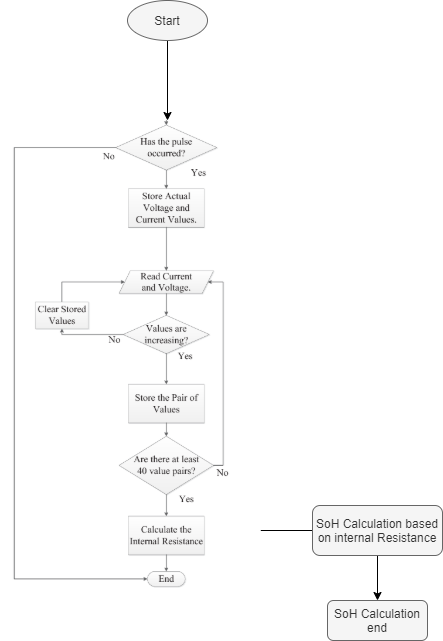 Start
Has the pulse
occurred?
No
Yes
Store Actual
Voltage and
Current Values.
Read Current
and Voltage.
Clear Stored
Values
Values are
increasing?
No
Yes
Store the Pair of
Values
Are there at least
40 value pairs?
No
Yes
Calculate the
Internal Resistance
SoH Calculation based
on internal Resistance
End
SoH Calculation
end